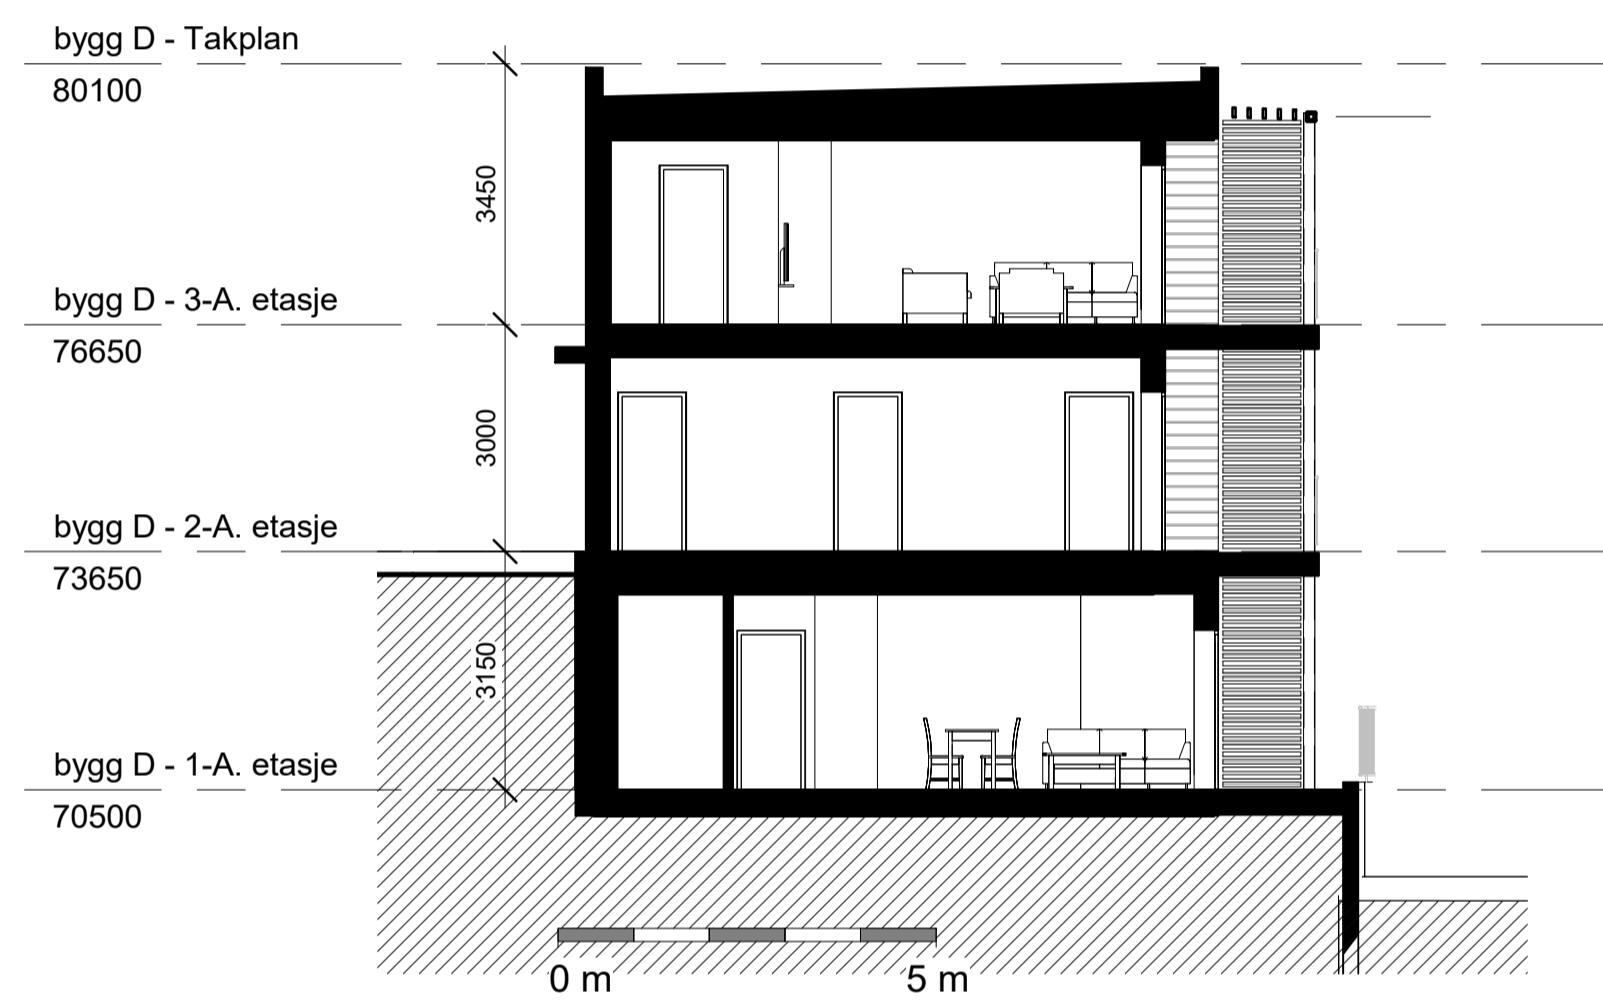 bygg D - Takplan
80100
3450
bygg D - 3-A. etasje
76650
3000
bygg D - 2-A. etasje
73650
3150
bygg D - 1-A. etasje
70500
0 m
5 m